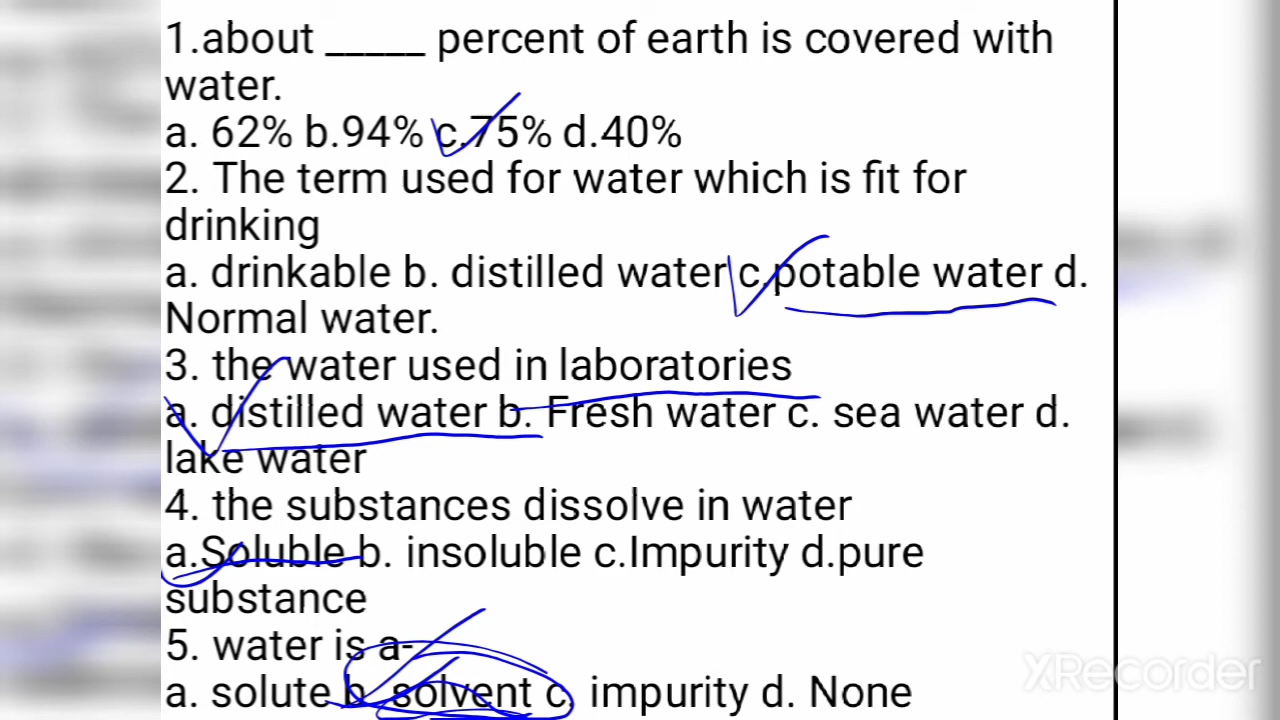 1.about _____ percent of earth is covered with
water.
a. 62% b.94% c.75% d.40%
2. The term used for water which is fit for
drinking
a. drinkable b. distilled water c.potable water d.
Normal water.
3. the water used in laboratories
a. distilled water b. Fresh water c. sea water d.
lake water
4. the substances dissolve in water
a.Soluble b. insoluble c.Impurity d.pure
substance
5. water is a-
a. solute b. solvent c. impurity d. None
XRecorder